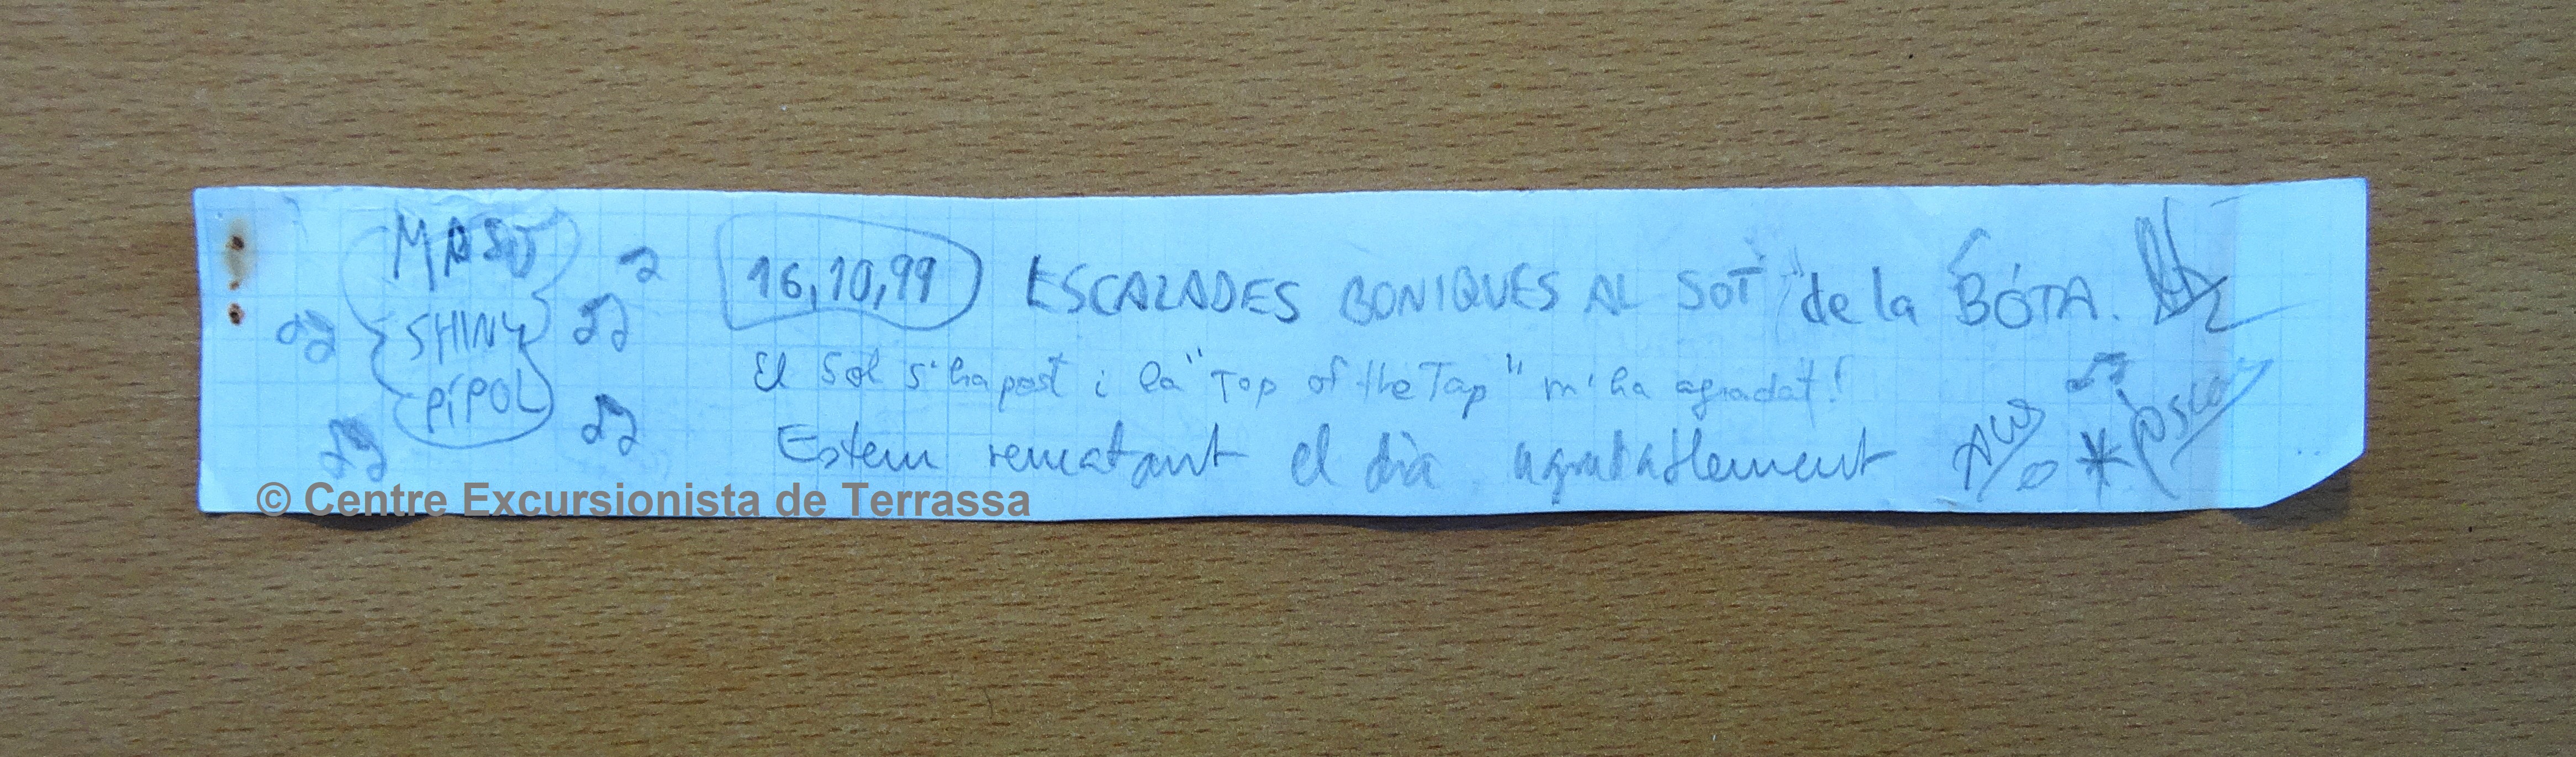 SHINY
PÍPOL
16,10,99 ESCALADES BONIQUES AL SOT de la BÓTA.
El Sol s'ha post i la "Top of the Tap" m'ha agradat!
Estem rematant el dia agradablement
© Centre Excursionista de Terrassa